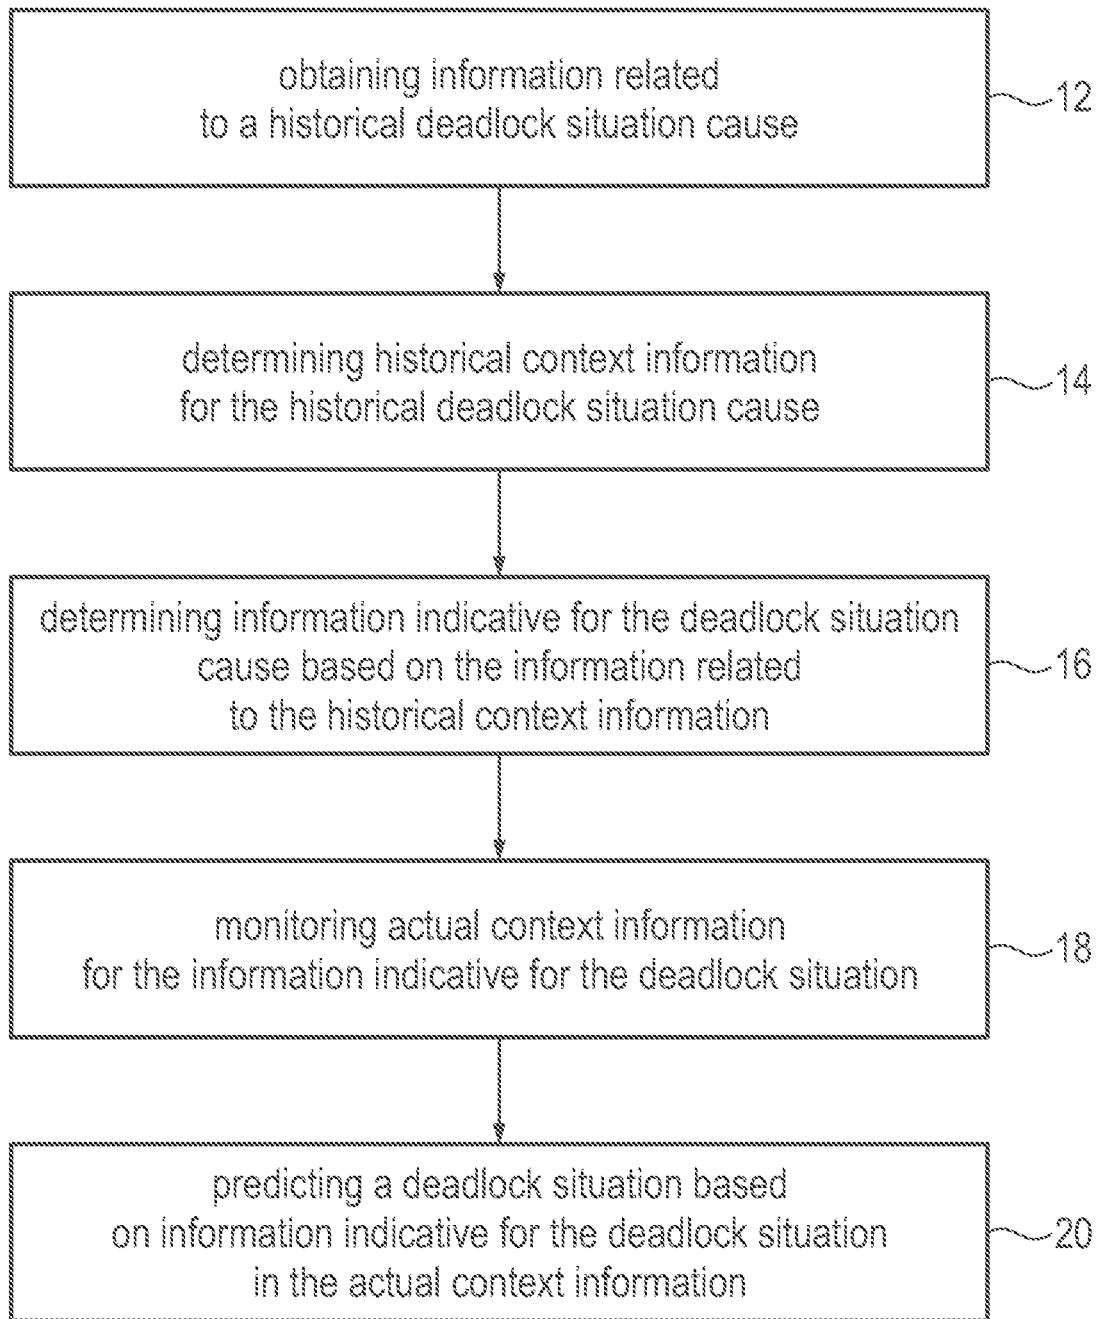 obtaining information related
to a historical deadlock situation cause
12
determining historical context information
for the historical deadlock situation cause
14
determining information indicative for the deadlock situation
cause based on the information related
to the historical context information
16
monitoring actual context information
for the information indicative for the deadlock situation
18
predicting a deadlock situation based
on information indicative for the deadlock situation
in the actual context information
20